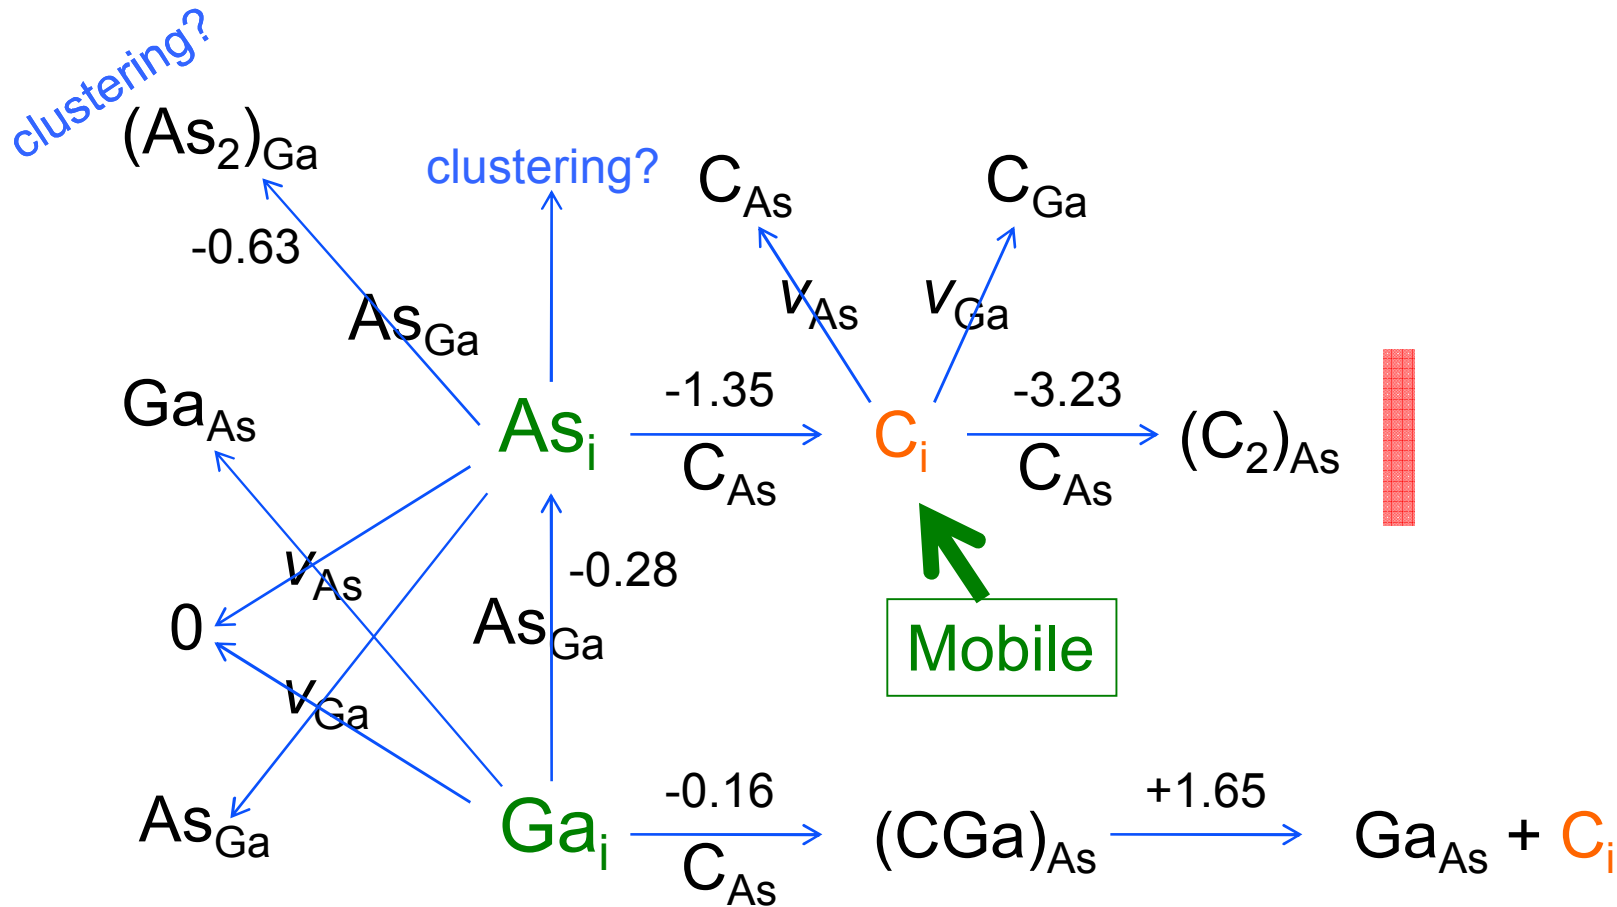 clustering?
(As₂)Ga
clustering?
CAs
CGa
-0.63
vAs
vGa
AsGa
GaAs
-1.35
-3.23
Asi
Ci
(C₂)As
CAs
CAs
vAs
-0.28
0
AsGa
Mobile
vGa
-0.16
+1.65
AsGa
Gai
(CGa)As
GaAs + Ci
CAs